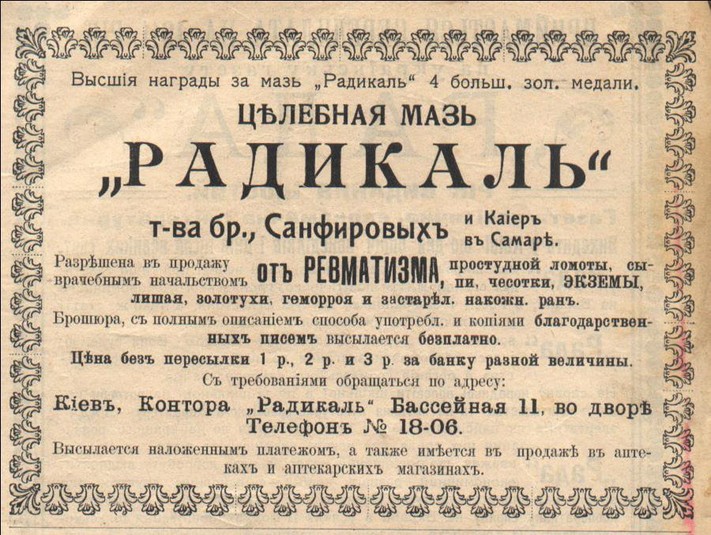 Высшія награды за мазь „Радикаль“ 4 больш. зол. медали.
ЦѢЛЕБНАЯ МАЗЬ
„РАДИКАЛЬ“
т-ва бр., Санфировыхъ и Каіеръ въ Самарѣ.
Разрѣшена въ продажу врачебнымъ начальствомъ отъ РЕВМАТИЗМА, простудной ломоты, сыпи, чесотки, ЭКЗЕМЫ,
лишая, золотухи, геморроя и застарѣл. накожн. ранъ.
Брошюра, съ полнымъ описаніемъ способа употребл. и копіями благодарствен-
ныхъ писемъ высылается безплатно.
Цѣна безъ пересылки 1 р., 2 р. и 3 р. за банку разной величины.
Съ требованіями обращаться по адресу:
Кіевъ, Контора „Радикаль“ Бассейная 11, во дворѣ
Телефонъ № 18-06.
Высылается наложеннымъ платежомъ, а также имѣется въ продажѣ въ апте-
кахъ и аптекарскихъ магазинахъ.